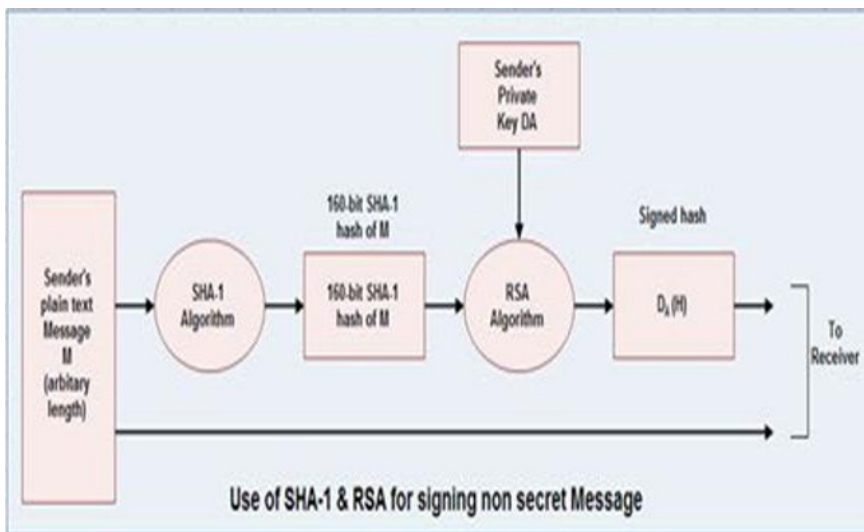 Sender's
Private
Key DA
160-bit SHA-1
hash of M
Signed hash
Sender's
plain text
Message
M
(arbitary
length)
SHA-1
Algorithm
160-bit SHA-1
hash of M
RSA
Algorithm
D_A (H)
To
Receiver
Use of SHA-1 & RSA for signing non secret Message